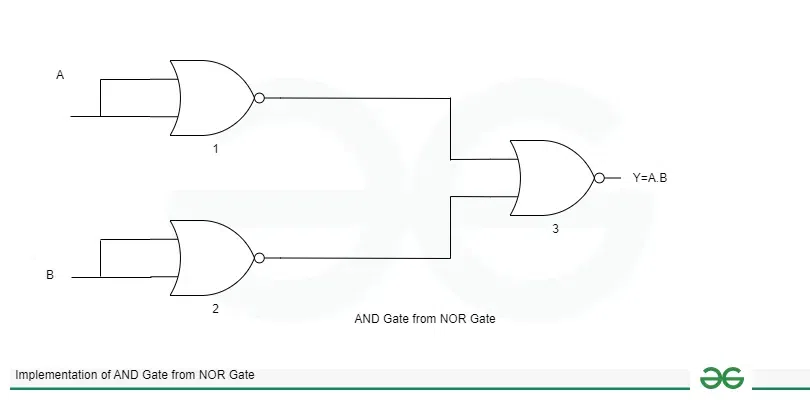 A
1
Y=A.B
3
B
2
AND Gate from NOR Gate
Implementation of AND Gate from NOR Gate